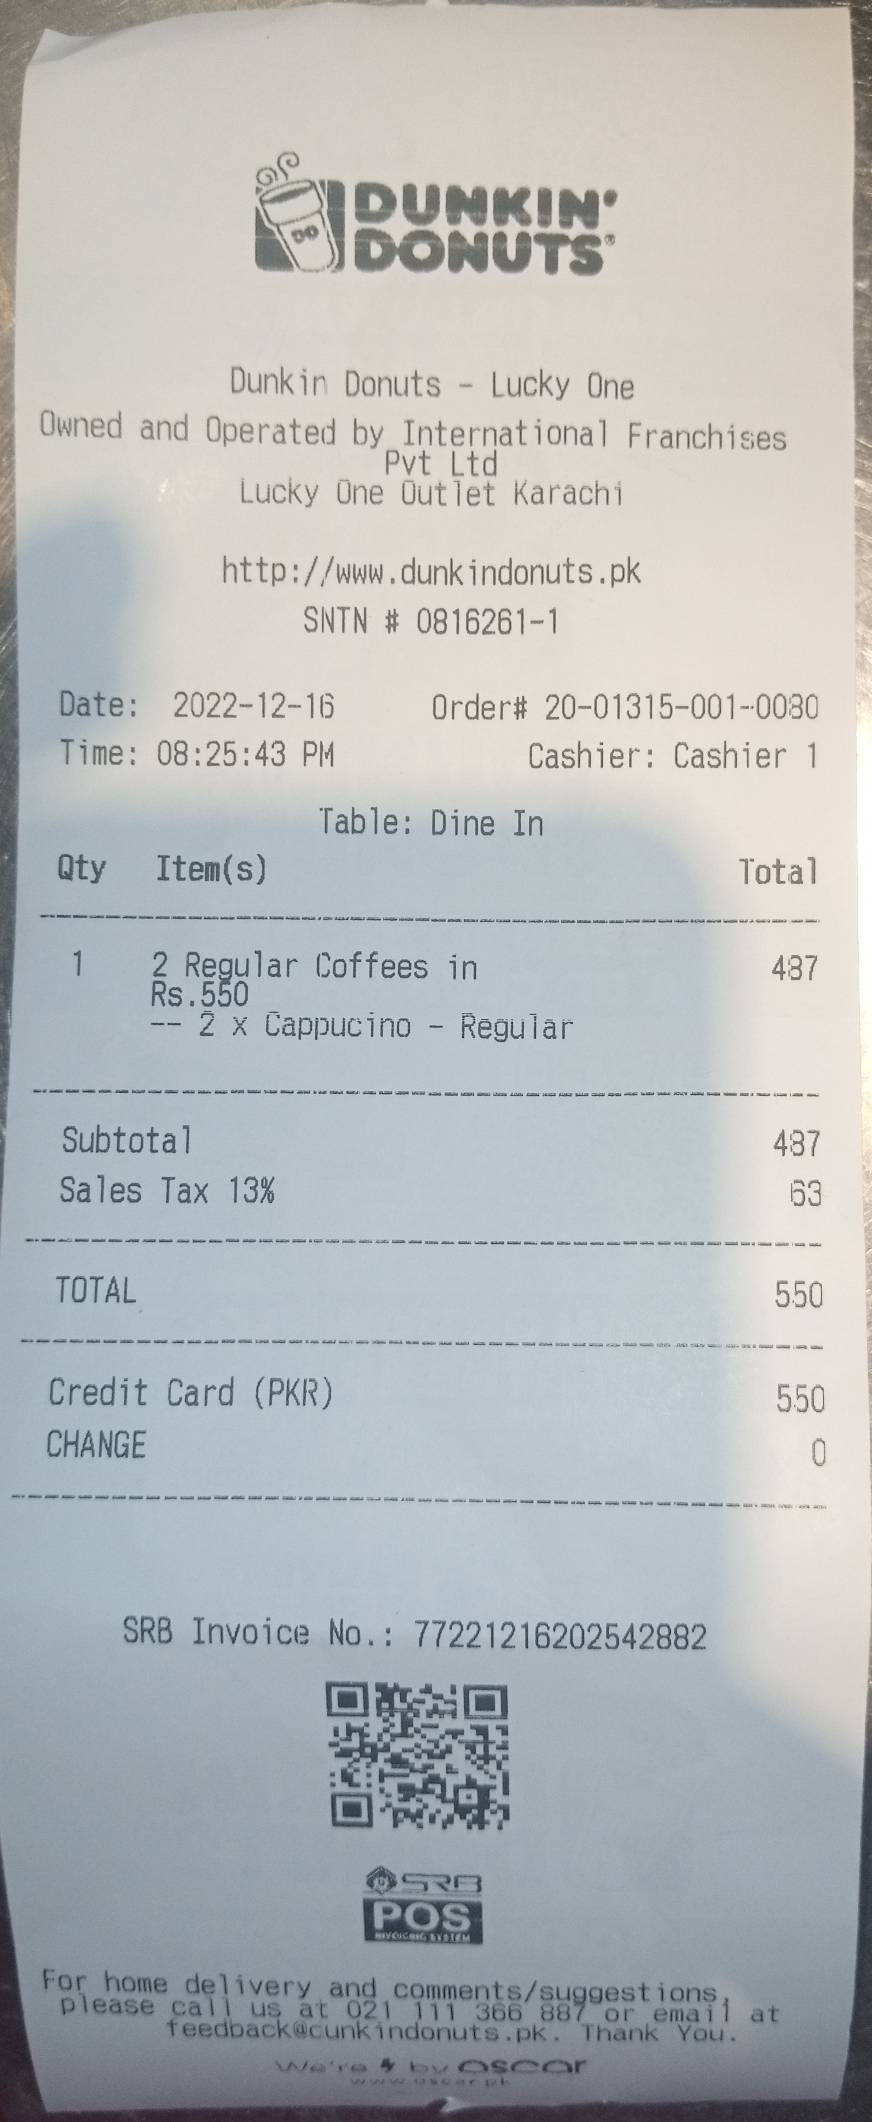 DUNKIN'
DONUTS®
Dunkin Donuts - Lucky One
Owned and Operated by International Franchises
Pvt Ltd
Lucky One Outlet Karachi
http://www.dunkindonuts.pk
SNTN # 0816261-1
Date: 2022-12-16 Order# 20-01315-001-0080
Time: 08:25:43 PM Cashier: Cashier 1
Table: Dine In
Qty Item(s) Total
1 2 Regular Coffees in 487
Rs.550
-- 2 x Cappucino - Regular
Subtotal 487
Sales Tax 13% 63
TOTAL 550
Credit Card (PKR) 550
CHANGE 0
SRB Invoice No.: 77221216202542882
SRB
POS
INVOICING SYSTEM
For home delivery and comments/suggestions,
please call us at 021 111 366 887 or email at
feedback@cunkindonuts.pk. Thank You.
We're by oscar
www.oscar.pk